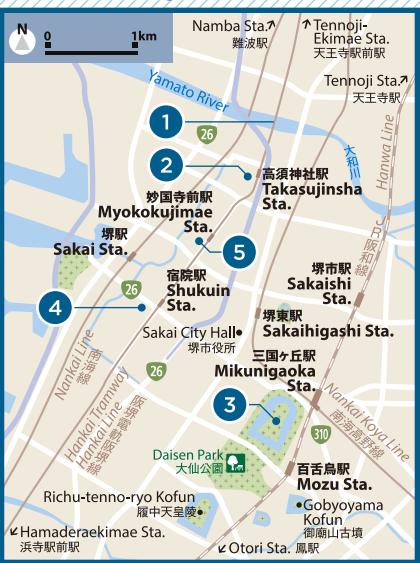 N
0 1km
Namba Sta.↗
難波駅
↗Tennoji-
Ekimae Sta.
天王寺駅前駅
Tennoji Sta.↗
天王寺駅
Yamato River
大和川
Hanwa Line
JR阪和線
1
26
2
高須神社駅
Takasujinsha
Sta.
妙国寺前駅
Myokokujimae
Sta.
5
堺駅
Sakai Sta.
宿院駅
Shukuin
Sta.
26
4
堺市駅
Sakaishi
Sta.
堺東駅
Sakaihigashi Sta.
Sakai City Hall
堺市役所
三国ヶ丘駅
Mikunigaoka
Sta.
Nankai Line
南海線
Hankai Tramway
Hankai Line
阪堺電軌阪堺線
26
3
Nankai Koya Line
南海高野線
310
Daisen Park
大仙公園
百舌鳥駅
Mozu Sta.
Richu-tenno-ryo Kofun
履中天皇陵
Gobyoyama
Kofun
御廟山古墳
↙Hamaderaekimae Sta.
浜寺駅前駅
↙Otori Sta. 鳳駅